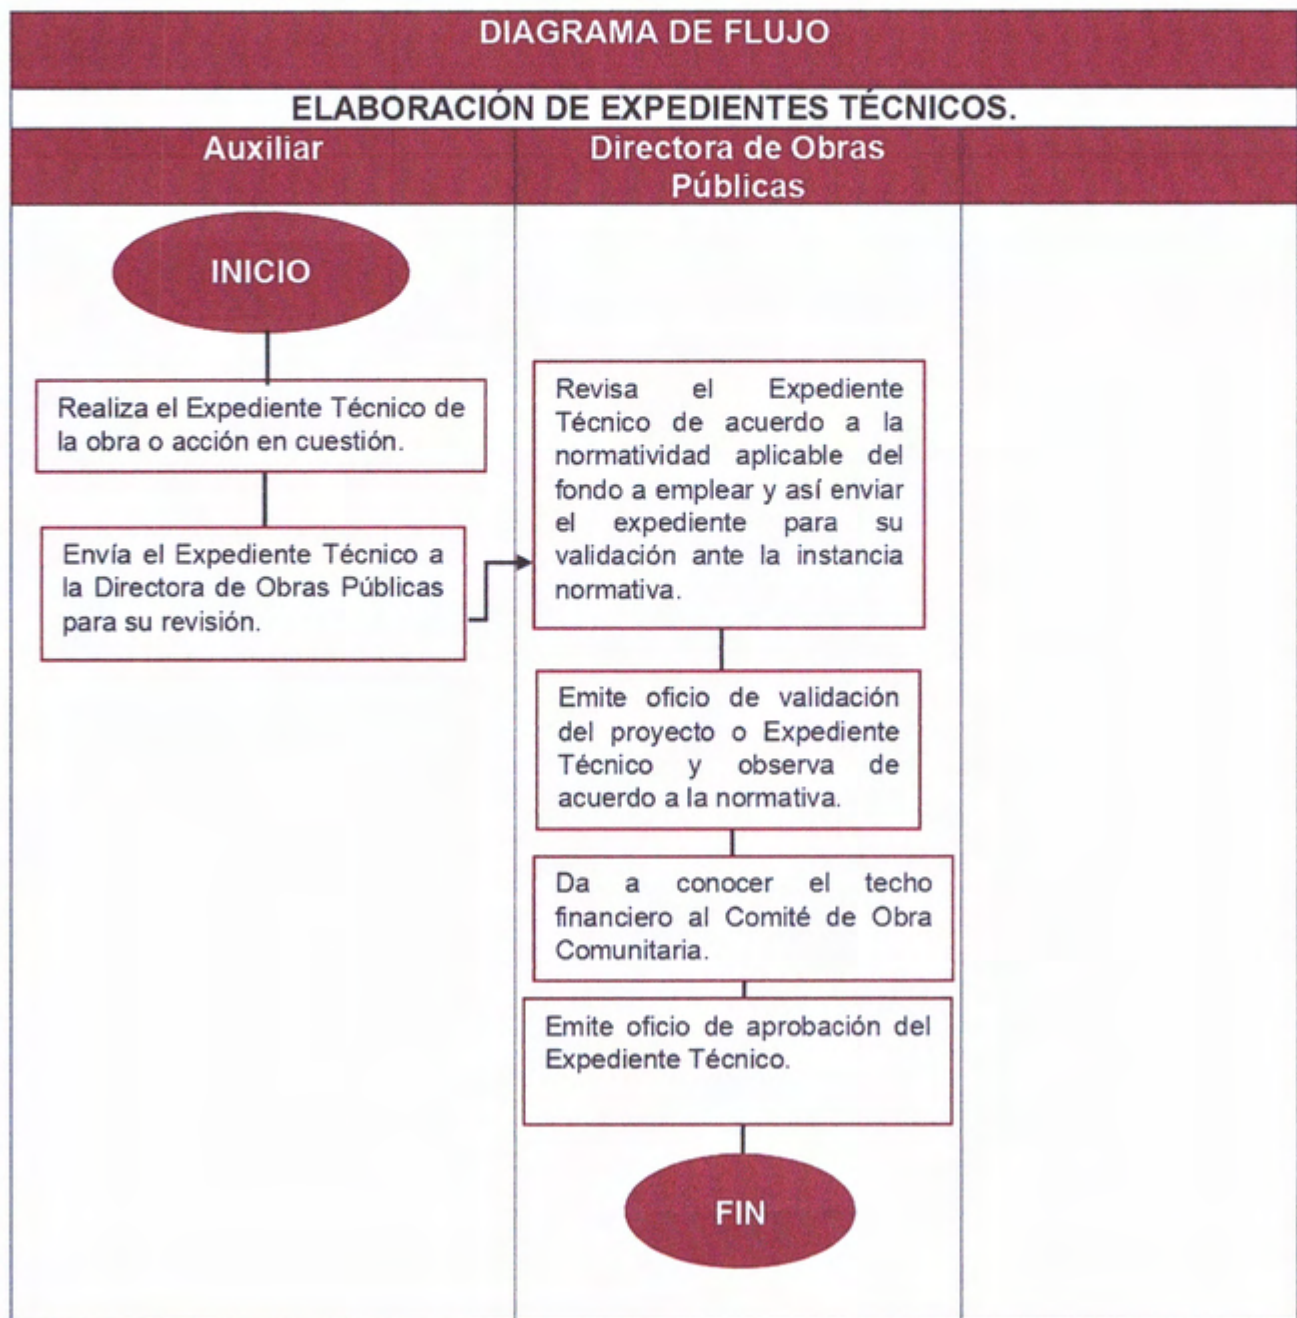 DIAGRAMA DE FLUJO
ELABORACIÓN DE EXPEDIENTES TÉCNICOS.
Auxiliar
Directora de Obras
Públicas
INICIO
Realiza el Expediente Técnico de
la obra o acción en cuestión.
Envía el Expediente Técnico a
la Directora de Obras Públicas
para su revisión.
Revisa el Expediente
Técnico de acuerdo a la
normatividad aplicable del
fondo a emplear y así enviar
el expediente para su
validación ante la instancia
normativa.
Emite oficio de validación
del proyecto o Expediente
Técnico y observa de
acuerdo a la normativa.
Da a conocer el techo
financiero al Comité de Obra
Comunitaria.
Emite oficio de aprobación del
Expediente Técnico.
FIN